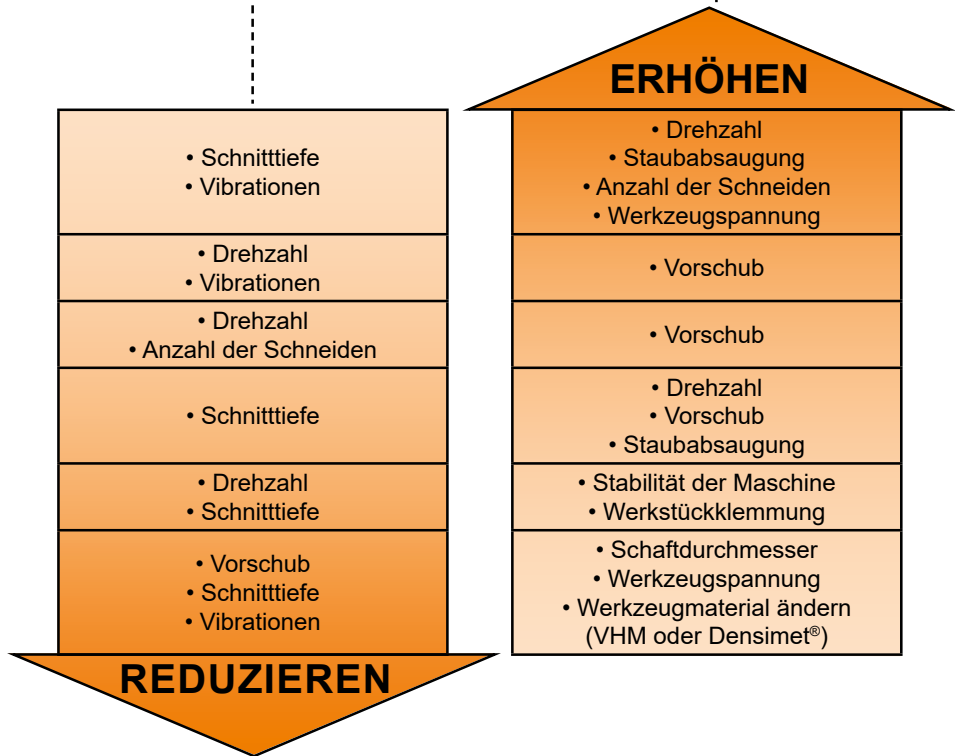 • Schnitttiefe
• Vibrationen
• Drehzahl
• Vibrationen
• Drehzahl
• Anzahl der Schneiden
• Schnitttiefe
• Drehzahl
• Schnitttiefe
• Vorschub
• Schnitttiefe
• Vibrationen
REDUZIEREN
ERHÖHEN
• Drehzahl
• Staubabsaugung
• Anzahl der Schneiden
• Werkzeugspannung
• Vorschub
• Vorschub
• Drehzahl
• Vorschub
• Staubabsaugung
• Stabilität der Maschine
• Werkstückklemmung
• Schaftdurchmesser
• Werkzeugspannung
• Werkzeugmaterial ändern
(VHM oder Densimet®)